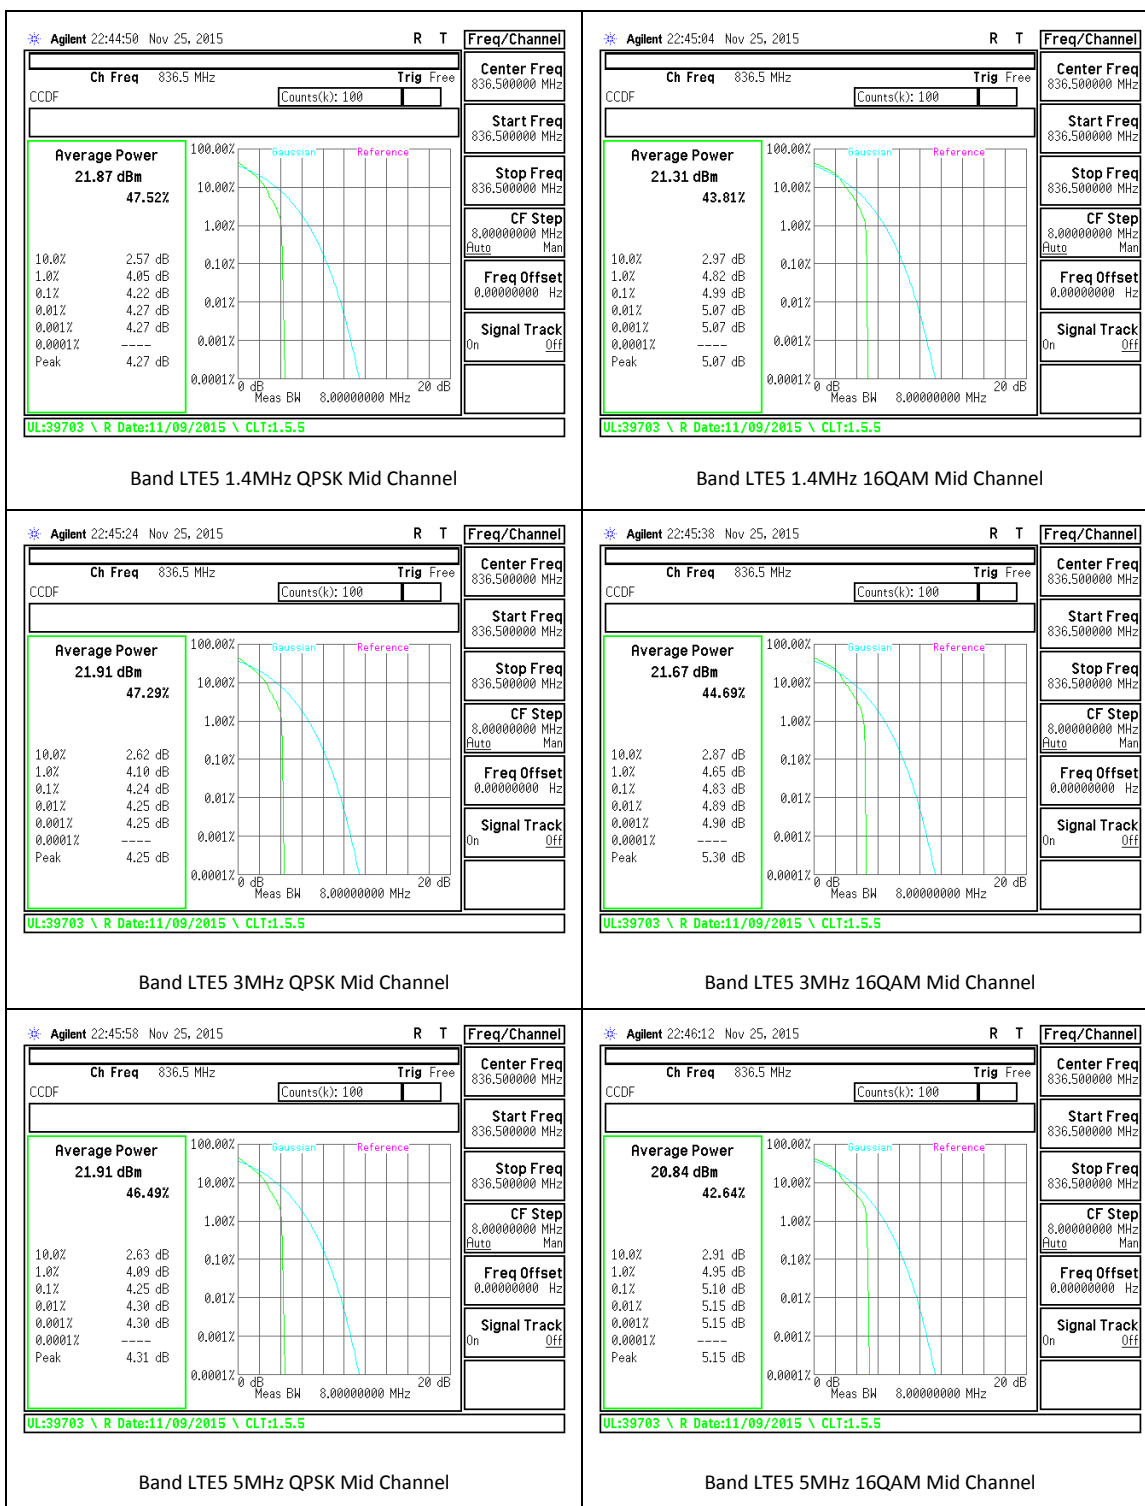 Agilent 22:44:50 Nov 25, 2015 R T Freq/Channel
Ch Freq 836.5 MHz Trig Free
CCDF Counts(k): 100
Center Freq
836.500000 MHz
Start Freq
836.500000 MHz
Stop Freq
836.500000 MHz
CF Step
8.00000000 MHz
Auto Man
Freq Offset
0.00000000 Hz
Signal Track
On Off
Average Power
21.87 dBm
47.52%
10.0% 2.57 dB
1.0% 4.05 dB
0.1% 4.22 dB
0.01% 4.27 dB
0.001% 4.27 dB
0.0001% ----
Peak 4.27 dB
Gaussian Reference
100.00%
10.00%
1.00%
0.10%
0.01%
0.001%
0.0001%
0 dB 20 dB
Meas BW 8.00000000 MHz
UL:39703 \ R Date:11/09/2015 \ CLT:1.5.5
Band LTE5 1.4MHz QPSK Mid Channel
Agilent 22:45:04 Nov 25, 2015 R T Freq/Channel
Ch Freq 836.5 MHz Trig Free
CCDF Counts(k): 100
Center Freq
836.500000 MHz
Start Freq
836.500000 MHz
Stop Freq
836.500000 MHz
CF Step
8.00000000 MHz
Auto Man
Freq Offset
0.00000000 Hz
Signal Track
On Off
Average Power
21.31 dBm
43.81%
10.0% 2.97 dB
1.0% 4.82 dB
0.1% 4.99 dB
0.01% 5.07 dB
0.001% 5.07 dB
0.0001% ----
Peak 5.07 dB
Gaussian Reference
100.00%
10.00%
1.00%
0.10%
0.01%
0.001%
0.0001%
0 dB 20 dB
Meas BW 8.00000000 MHz
UL:39703 \ R Date:11/09/2015 \ CLT:1.5.5
Band LTE5 1.4MHz 16QAM Mid Channel
Agilent 22:45:24 Nov 25, 2015 R T Freq/Channel
Ch Freq 836.5 MHz Trig Free
CCDF Counts(k): 100
Center Freq
836.500000 MHz
Start Freq
836.500000 MHz
Stop Freq
836.500000 MHz
CF Step
8.00000000 MHz
Auto Man
Freq Offset
0.00000000 Hz
Signal Track
On Off
Average Power
21.91 dBm
47.29%
10.0% 2.62 dB
1.0% 4.10 dB
0.1% 4.24 dB
0.01% 4.25 dB
0.001% 4.25 dB
0.0001% ----
Peak 4.25 dB
Gaussian Reference
100.00%
10.00%
1.00%
0.10%
0.01%
0.001%
0.0001%
0 dB 20 dB
Meas BW 8.00000000 MHz
UL:39703 \ R Date:11/09/2015 \ CLT:1.5.5
Band LTE5 3MHz QPSK Mid Channel
Agilent 22:45:38 Nov 25, 2015 R T Freq/Channel
Ch Freq 836.5 MHz Trig Free
CCDF Counts(k): 100
Center Freq
836.500000 MHz
Start Freq
836.500000 MHz
Stop Freq
836.500000 MHz
CF Step
8.00000000 MHz
Auto Man
Freq Offset
0.00000000 Hz
Signal Track
On Off
Average Power
21.67 dBm
44.69%
10.0% 2.87 dB
1.0% 4.65 dB
0.1% 4.83 dB
0.01% 4.89 dB
0.001% 4.90 dB
0.0001% ----
Peak 5.30 dB
Gaussian Reference
100.00%
10.00%
1.00%
0.10%
0.01%
0.001%
0.0001%
0 dB 20 dB
Meas BW 8.00000000 MHz
UL:39703 \ R Date:11/09/2015 \ CLT:1.5.5
Band LTE5 3MHz 16QAM Mid Channel
Agilent 22:45:58 Nov 25, 2015 R T Freq/Channel
Ch Freq 836.5 MHz Trig Free
CCDF Counts(k): 100
Center Freq
836.500000 MHz
Start Freq
836.500000 MHz
Stop Freq
836.500000 MHz
CF Step
8.00000000 MHz
Auto Man
Freq Offset
0.00000000 Hz
Signal Track
On Off
Average Power
21.91 dBm
46.49%
10.0% 2.63 dB
1.0% 4.09 dB
0.1% 4.25 dB
0.01% 4.30 dB
0.001% 4.30 dB
0.0001% ----
Peak 4.31 dB
Gaussian Reference
100.00%
10.00%
1.00%
0.10%
0.01%
0.001%
0.0001%
0 dB 20 dB
Meas BW 8.00000000 MHz
UL:39703 \ R Date:11/09/2015 \ CLT:1.5.5
Band LTE5 5MHz QPSK Mid Channel
Agilent 22:46:12 Nov 25, 2015 R T Freq/Channel
Ch Freq 836.5 MHz Trig Free
CCDF Counts(k): 100
Center Freq
836.500000 MHz
Start Freq
836.500000 MHz
Stop Freq
836.500000 MHz
CF Step
8.00000000 MHz
Auto Man
Freq Offset
0.00000000 Hz
Signal Track
On Off
Average Power
20.84 dBm
42.64%
10.0% 2.91 dB
1.0% 4.95 dB
0.1% 5.10 dB
0.01% 5.15 dB
0.001% 5.15 dB
0.0001% ----
Peak 5.15 dB
Gaussian Reference
100.00%
10.00%
1.00%
0.10%
0.01%
0.001%
0.0001%
0 dB 20 dB
Meas BW 8.00000000 MHz
UL:39703 \ R Date:11/09/2015 \ CLT:1.5.5
Band LTE5 5MHz 16QAM Mid Channel